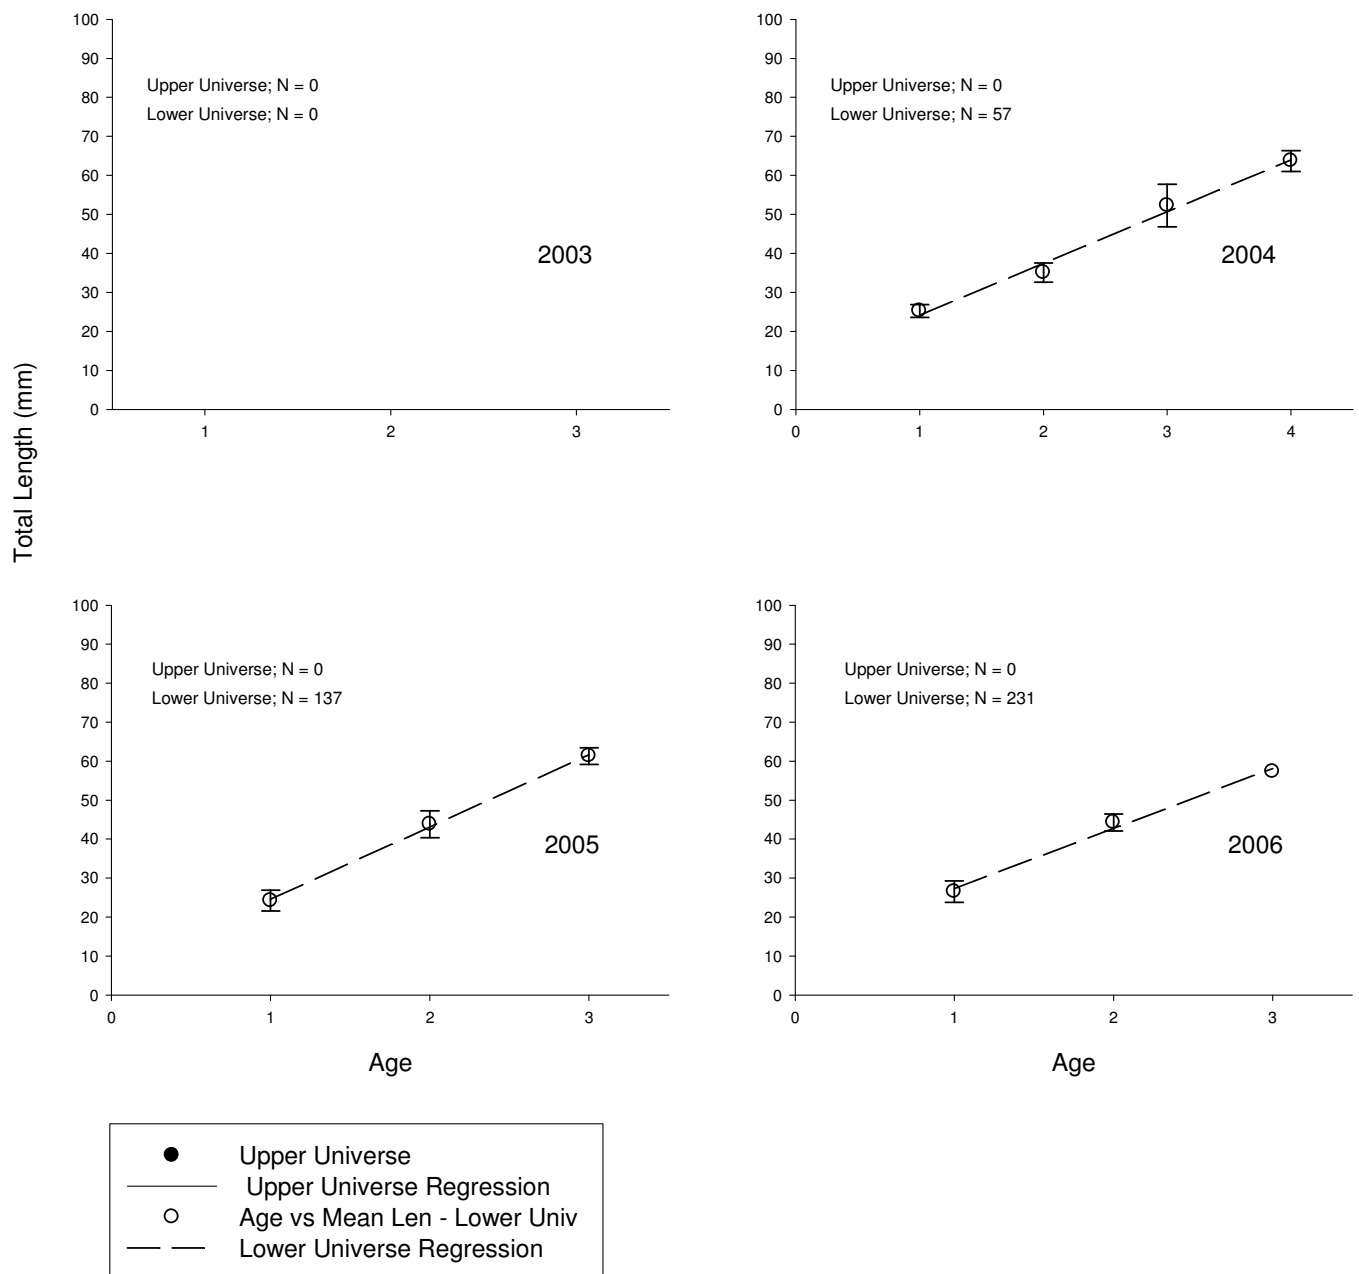 Total Length (mm)
100
90
80
70
60
50
40
30
20
10
0
Upper Universe; N = 0
Lower Universe; N = 0
2003
1 2 3
100
90
80
70
60
50
40
30
20
10
0
Upper Universe; N = 0
Lower Universe; N = 57
2004
0 1 2 3 4
100
90
80
70
60
50
40
30
20
10
0
Upper Universe; N = 0
Lower Universe; N = 137
2005
0 1 2 3
Age
100
90
80
70
60
50
40
30
20
10
0
Upper Universe; N = 0
Lower Universe; N = 231
2006
0 1 2 3
Age
Upper Universe
Upper Universe Regression
Age vs Mean Len - Lower Univ
Lower Universe Regression